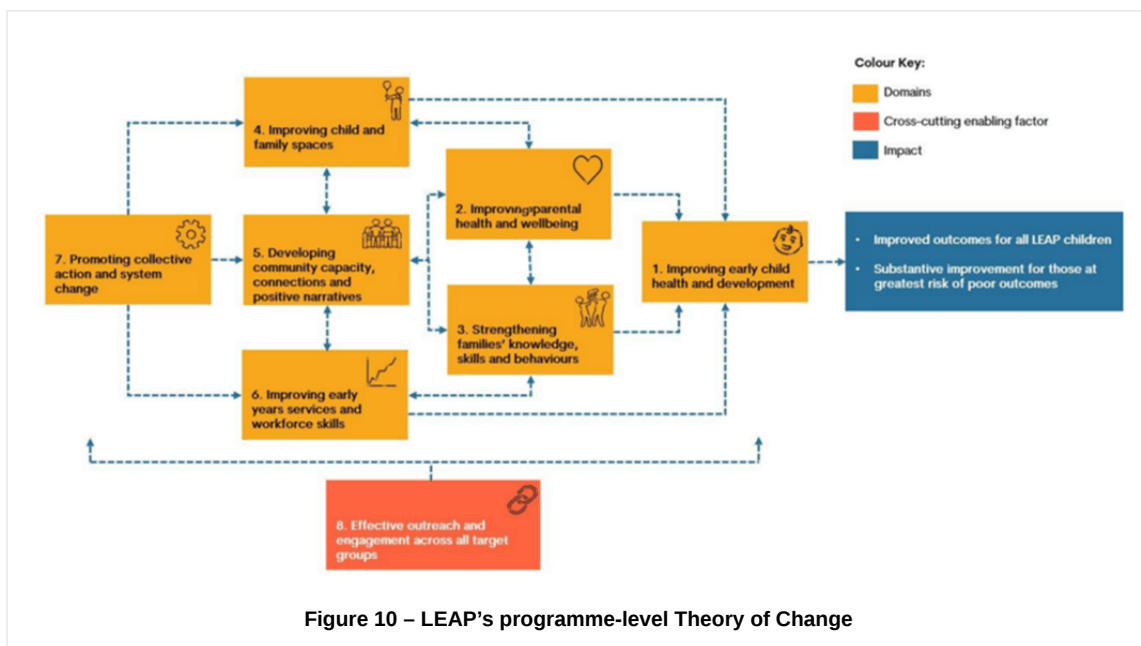 Colour Key:
Domains
Cross-cutting enabling factor
Impact
4. Improving child and
family spaces
2. Improving parental
health and wellbeing
7. Promoting collective
action and system
change
5. Developing
community capacity,
connections and
positive narratives
1. Improving early child
health and development
• Improved outcomes for all LEAP children
• Substantive improvement for those at
greatest risk of poor outcomes
3. Strengthening
families' knowledge,
skills and behaviours
6. Improving early
years services and
workforce skills
8. Effective outreach and
engagement across all target
groups
Figure 10 – LEAP's programme-level Theory of Change